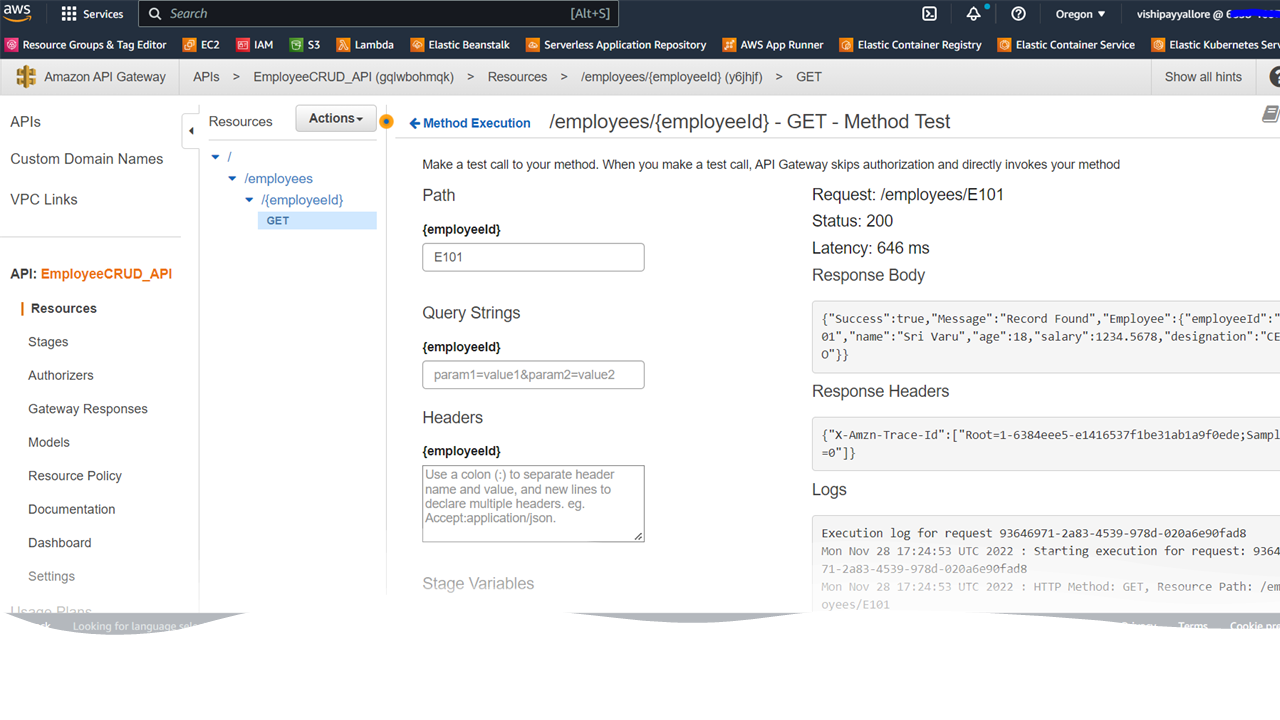 aws
Services
Search
[Alt+S]
Oregon
vishipayyallore @
Resource Groups & Tag Editor
EC2
IAM
S3
Lambda
Elastic Beanstalk
Serverless Application Repository
AWS App Runner
Elastic Container Registry
Elastic Container Service
Elastic Kubernetes Serv
Amazon API Gateway
APIs > EmployeeCRUD_API (gqlwbohmqk) > Resources > /employees/{employeeId} (y6jhjf) > GET
Show all hints
APIs
Custom Domain Names
VPC Links
API: EmployeeCRUD_API
Resources
Stages
Authorizers
Gateway Responses
Models
Resource Policy
Documentation
Dashboard
Settings
Usage Plans
Resources
Actions
/
/employees
/{employeeId}
GET
Method Execution
/employees/{employeeId} - GET - Method Test
Make a test call to your method. When you make a test call, API Gateway skips authorization and directly invokes your method
Path
{employeeId}
E101
Query Strings
{employeeId}
param1=value1&param2=value2
Headers
{employeeId}
Use a colon (:) to separate header
name and value, and new lines to
declare multiple headers. eg.
Accept:application/json.
Stage Variables
Request: /employees/E101
Status: 200
Latency: 646 ms
Response Body
{"Success":true,"Message":"Record Found","Employee":{"employeeId":"
01","name":"Sri Varu","age":18,"salary":1234.5678,"designation":"CE
O"}}
Response Headers
{"X-Amzn-Trace-Id":["Root=1-6384eee5-e1416537f1be31ab1a9f0ede;Sampl
=0"]}
Logs
Execution log for request 93646971-2a83-4539-978d-020a6e90fad8
Mon Nov 28 17:24:53 UTC 2022 : Starting execution for request: 9364
71-2a83-4539-978d-020a6e90fad8
Mon Nov 28 17:24:53 UTC 2022 : HTTP Method: GET, Resource Path: /em
oyees/E101
Looking for language sele
Privacy
Terms
Cookie pre